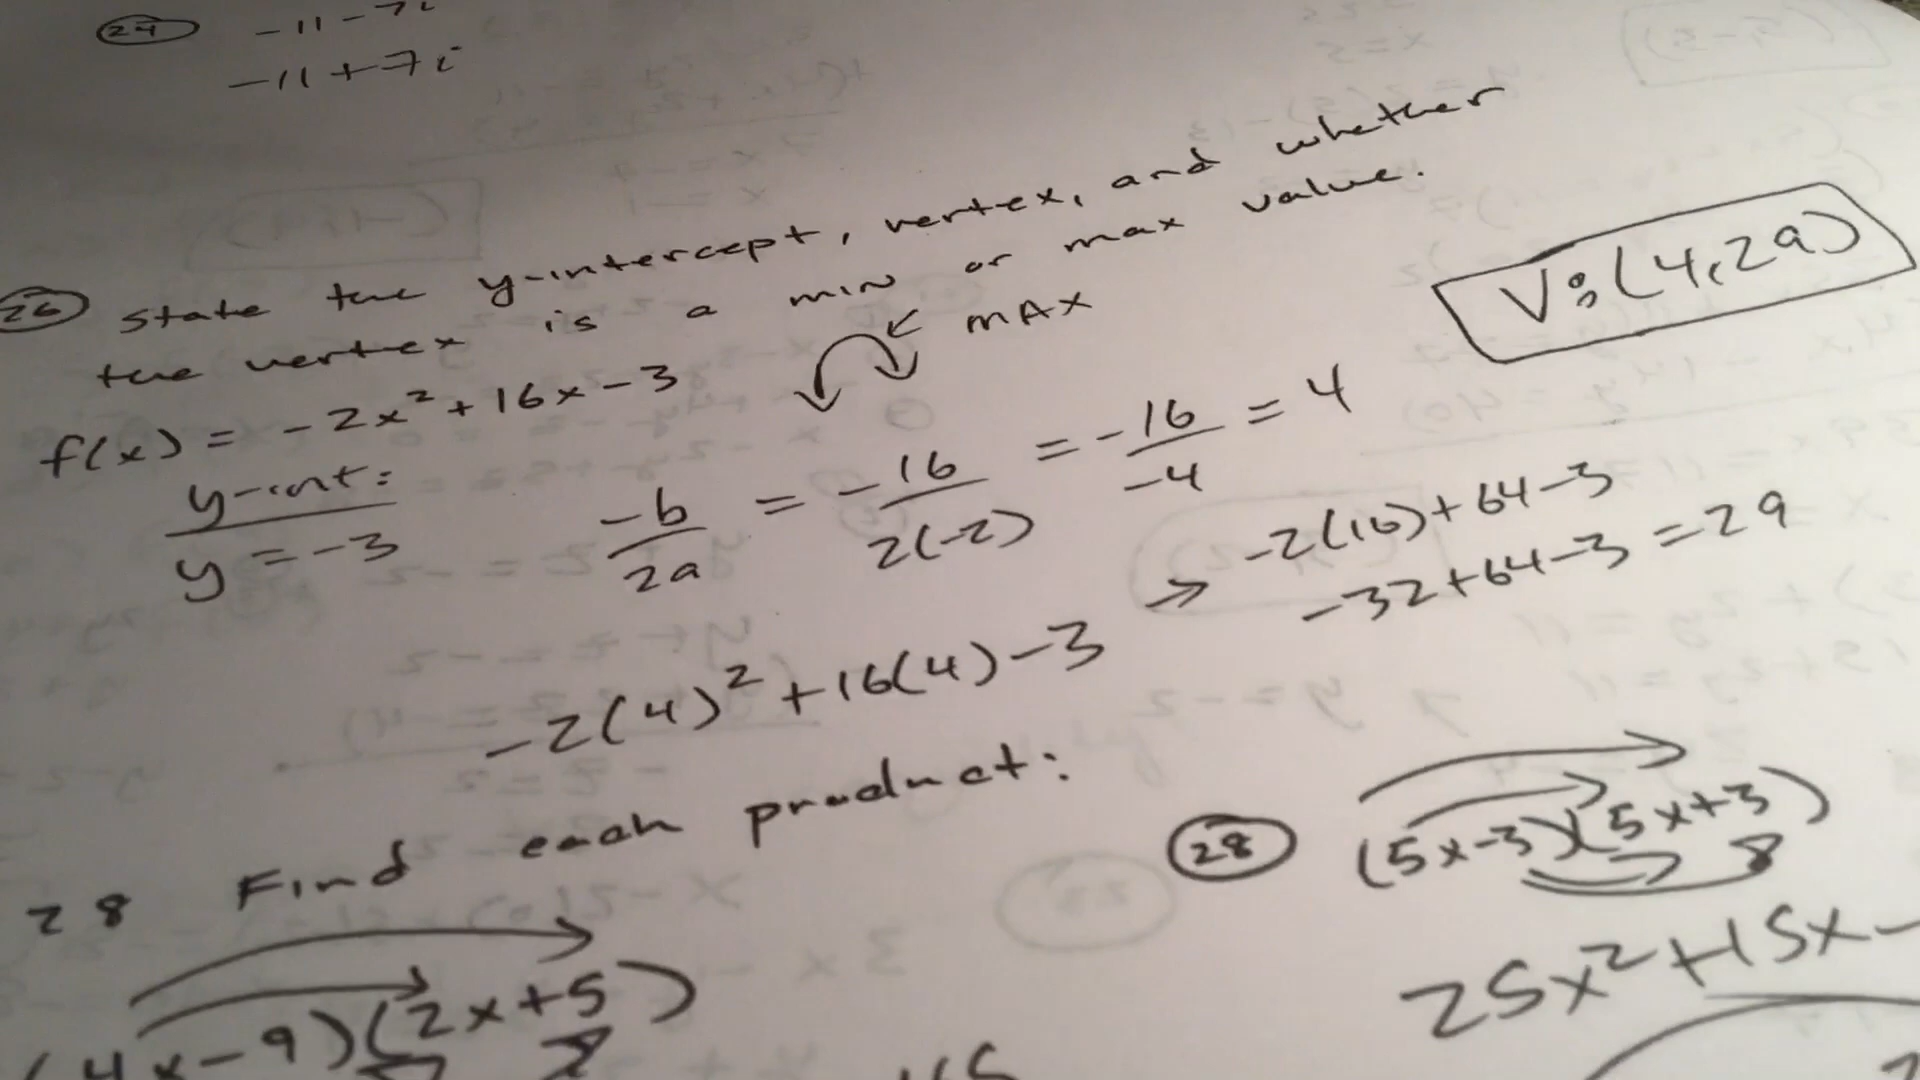 24 -11-7i
-11+7i
26 State the y-intercept, vertex, and whether
the vertex is a min or max value.
f(x) = -2x²+16x-3
MAX
V:(4,29)
y-int:
y=-3
-b/2a = -16/2(-2) = -16/-4 = 4
-2(4)²+16(4)-3 → -2(16)+64-3
-32+64-3=29
28 Find each product:
(4x-9)(2x+5)
28 (5x-3)(5x+3)
25x²+15x-